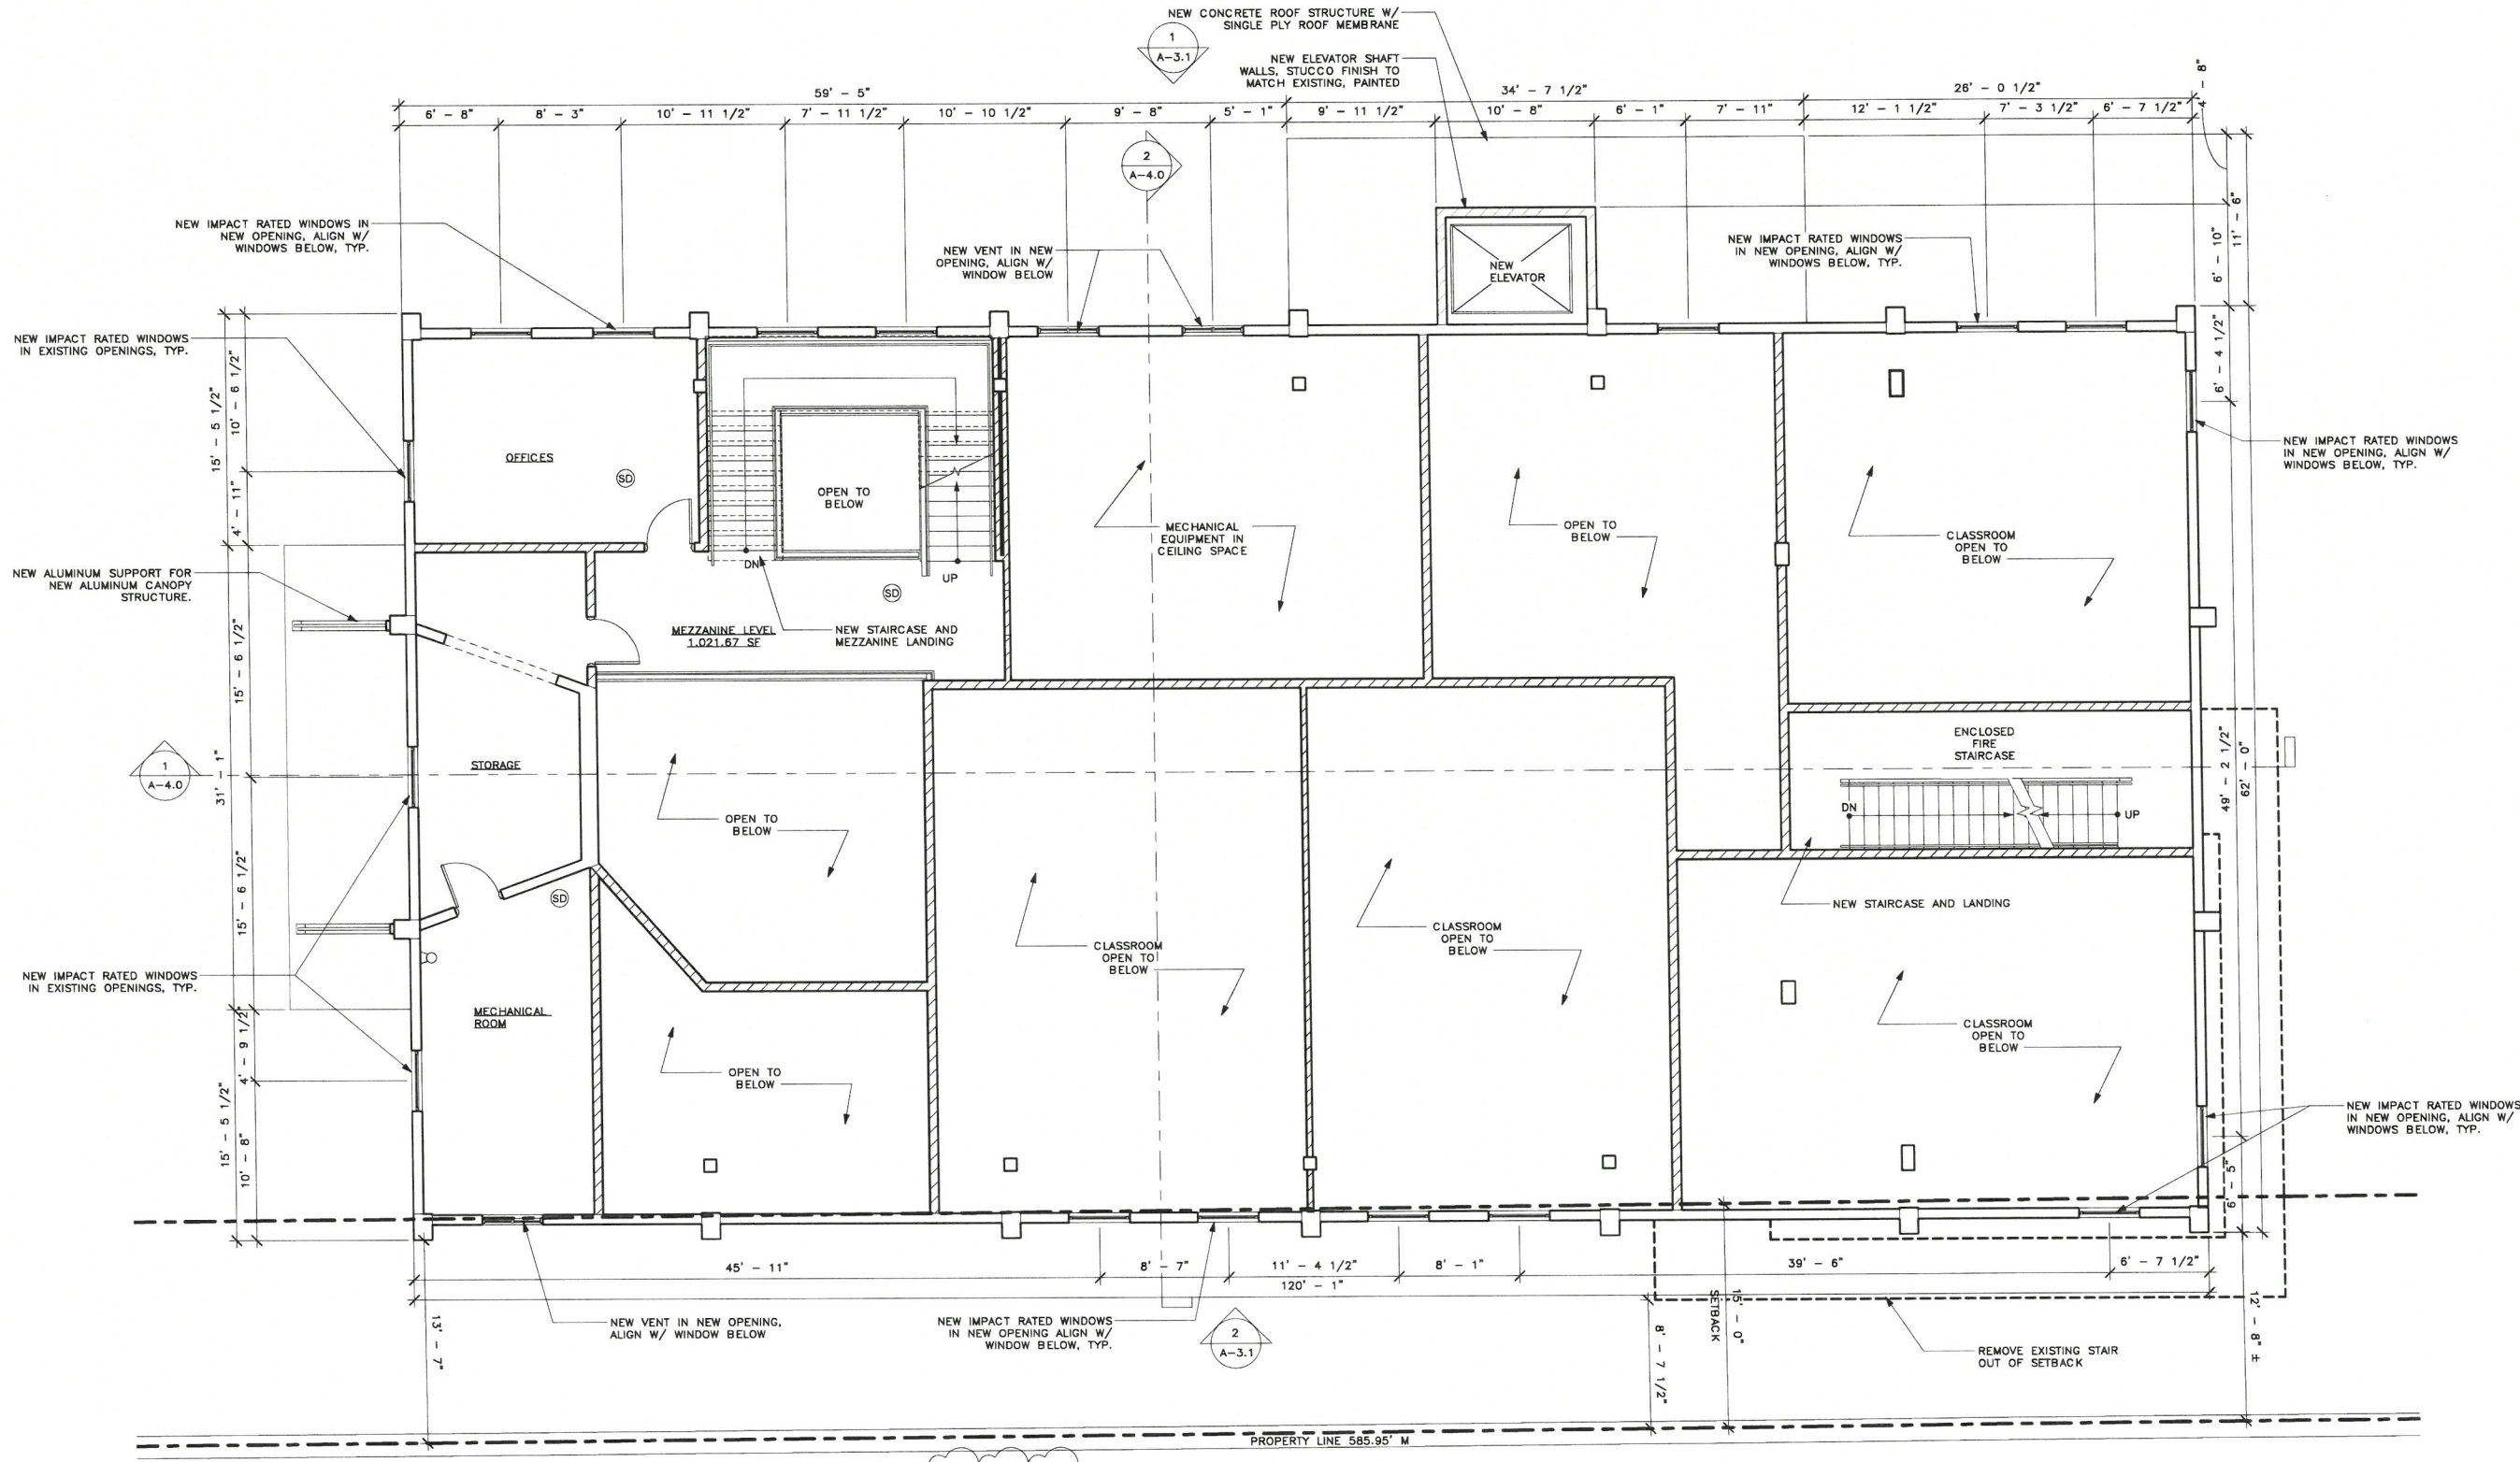 NEW CONCRETE ROOF STRUCTURE W/
SINGLE PLY ROOF MEMBRANE
1
A-3.1
NEW ELEVATOR SHAFT
WALLS, STUCCO FINISH TO
MATCH EXISTING, PAINTED
4' - 8"
59' - 5"
34' - 7 1/2"
26' - 0 1/2"
6' - 8"
8' - 3"
10' - 11 1/2"
7' - 11 1/2"
10' - 10 1/2"
9' - 8"
5' - 1"
9' - 11 1/2"
10' - 8"
6' - 1"
7' - 11"
12' - 1 1/2"
7' - 3 1/2"
6' - 7 1/2"
2
A-4.0
NEW IMPACT RATED WINDOWS IN
NEW OPENING, ALIGN W/
WINDOWS BELOW, TYP.
NEW VENT IN NEW
OPENING, ALIGN W/
WINDOW BELOW
NEW
ELEVATOR
NEW IMPACT RATED WINDOWS
IN NEW OPENING, ALIGN W/
WINDOWS BELOW, TYP.
6' - 10"
11' - 6"
NEW IMPACT RATED WINDOWS
IN EXISTING OPENINGS, TYP.
15' - 5 1/2"
10' - 6 1/2"
4' - 11"
6' - 4 1/2"
OFFICES
SD
OPEN TO
BELOW
DN
UP
MECHANICAL
EQUIPMENT IN
CEILING SPACE
OPEN TO
BELOW
CLASSROOM
OPEN TO
BELOW
NEW IMPACT RATED WINDOWS
IN NEW OPENING, ALIGN W/
WINDOWS BELOW, TYP.
NEW ALUMINUM SUPPORT FOR
NEW ALUMINUM CANOPY
STRUCTURE.
SD
MEZZANINE LEVEL
1,021.67 SF
NEW STAIRCASE AND
MEZZANINE LANDING
15' - 6 1/2"
31' - 1"
15' - 6 1/2"
1
A-4.0
STORAGE
OPEN TO
BELOW
ENCLOSED
FIRE
STAIRCASE
DN
UP
49' - 2 1/2"
62' - 0"
NEW STAIRCASE AND LANDING
SD
CLASSROOM
OPEN TO
BELOW
CLASSROOM
OPEN TO
BELOW
NEW IMPACT RATED WINDOWS
IN EXISTING OPENINGS, TYP.
MECHANICAL
ROOM
4' - 9 1/2"
15' - 5 1/2"
10' - 8"
OPEN TO
BELOW
CLASSROOM
OPEN TO
BELOW
NEW IMPACT RATED WINDOWS
IN NEW OPENING, ALIGN W/
WINDOWS BELOW, TYP.
6' - 5"
45' - 11"
8' - 7"
11' - 4 1/2"
8' - 1"
39' - 6"
6' - 7 1/2"
120' - 1"
13' - 7"
NEW VENT IN NEW OPENING,
ALIGN W/ WINDOW BELOW
NEW IMPACT RATED WINDOWS
IN NEW OPENING ALIGN W/
WINDOW BELOW, TYP.
2
A-3.1
8' - 7 1/2"
SETBACK
15' - 0"
REMOVE EXISTING STAIR
OUT OF SETBACK
12' - 8" ±
PROPERTY LINE 585.95' M